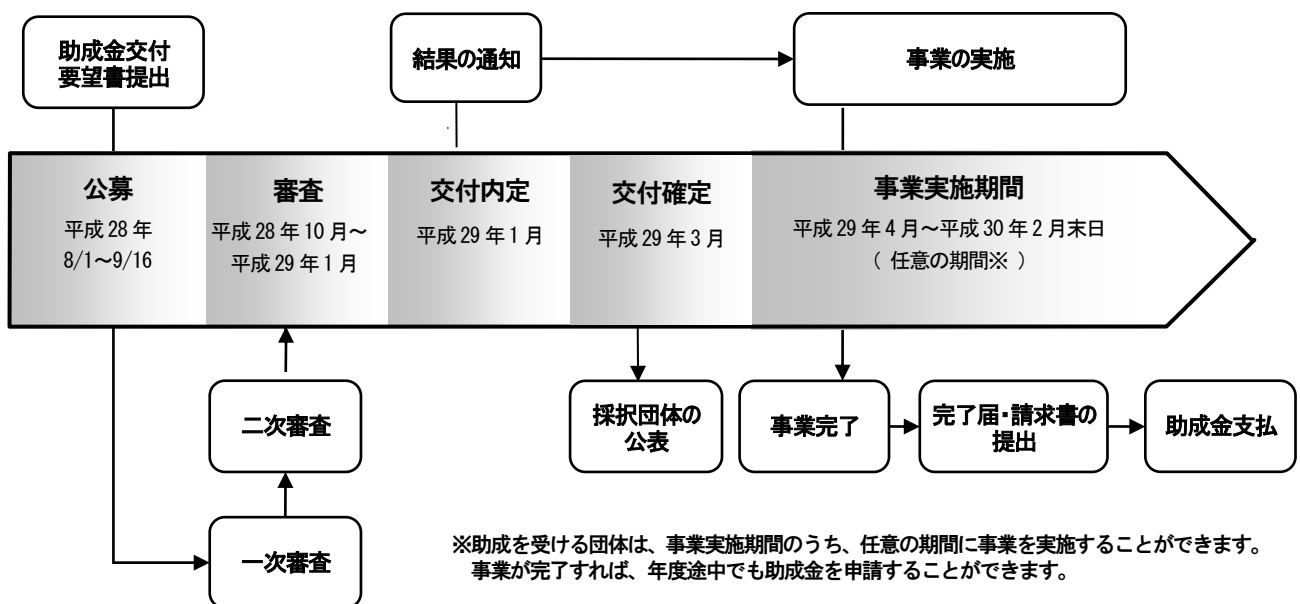 助成金交付
要望書提出
結果の通知
事業の実施
公募
平成 28 年
8/1～9/16
審査
平成 28 年 10 月～
平成 29 年 1 月
交付内定
平成 29 年 1 月
交付確定
平成 29 年 3 月
事業実施期間
平成 29 年 4 月～平成 30 年 2 月末日
（ 任意の期間※ ）
二次審査
一次審査
採択団体の
公表
事業完了
完了届・請求書の
提出
助成金支払
※助成を受ける団体は、事業実施期間のうち、任意の期間に事業を実施することができます。
事業が完了すれば、年度途中でも助成金を申請することができます。